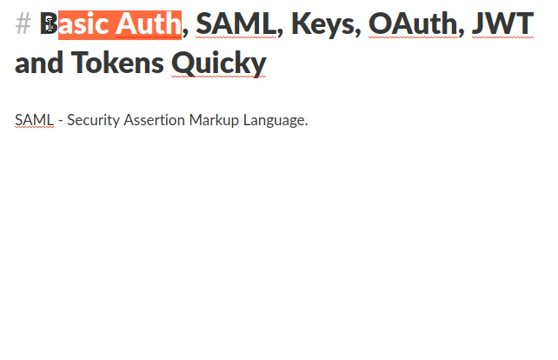 # Basic Auth, SAML, Keys, OAuth, JWT
and Tokens Quicky
SAML - Security Assertion Markup Language.